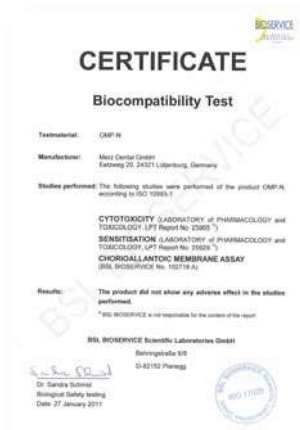 BIOSERVICE
CERTIFICATE
Biocompatibility Test
Testmaterial: OMP-N
Manufacturer: Merz Dental GmbH
Eetzweg 20, 24321 Lütjenburg, Germany
Studies performed: The following studies were performed of the product OMP-N,
according to ISO 10993-1
CYTOTOXICITY (LABORATORY of PHARMACOLOGY and
TOXICOLOGY, LPT Report No.
SENSITISATION (LABORATORY of PHARMACOLOGY and
TOXICOLOGY, LPT Report No.
CHORIOALLANTOIC MEMBRANE ASSAY
(BSL BIOSERVICE No.
Results: The product did not show any adverse effect in the studies
performed.
BSL BIOSERVICE is not responsible for the content of the report
BSL BIOSERVICE Scientific Laboratories GmbH
Behringstraße 6/8
D-82152 Planegg
Dr. Sandra Schmid
Biological Safety testing
Date: 27 January 2011
BSL BIOSERVICE
ISO 17025